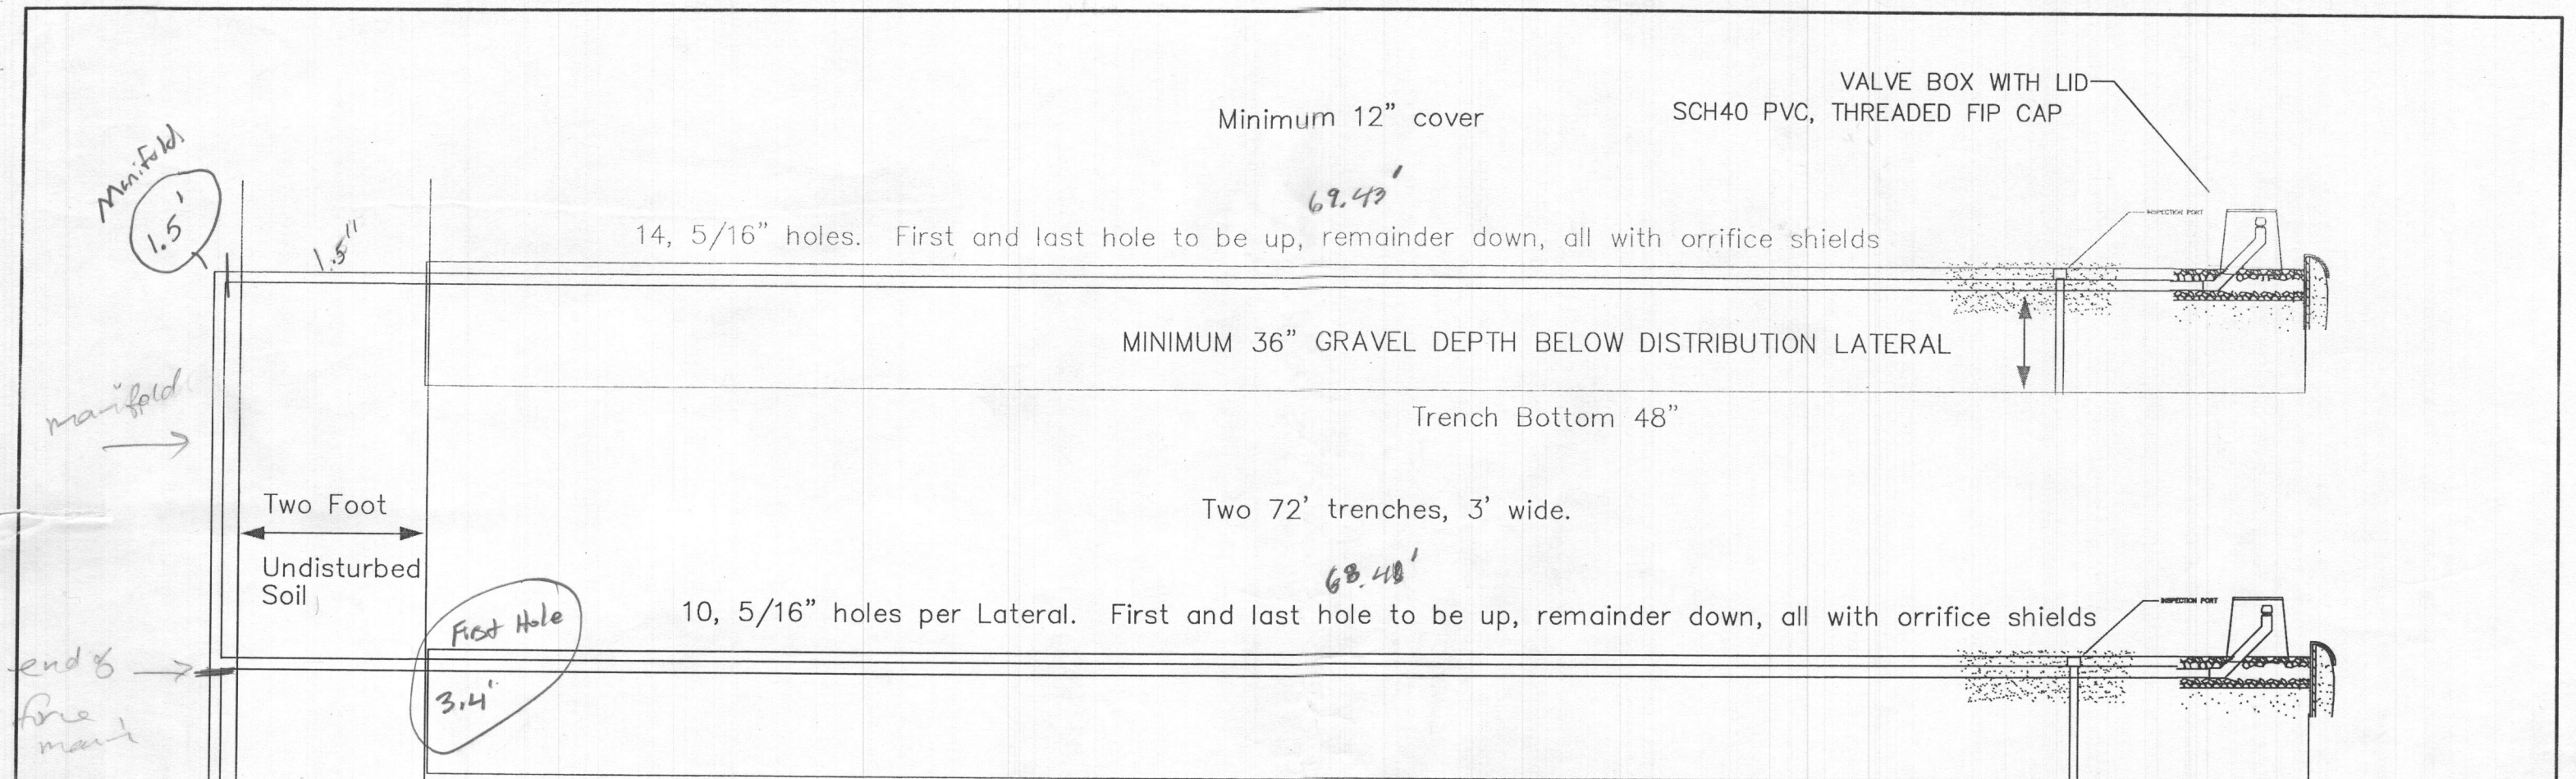 VALVE BOX WITH LID
Minimum 12” cover
SCH40 PVC, THREADED FIP CAP
Manifold
1.5'
69.43'
1.5"
INSPECTION PORT
14, 5/16” holes. First and last hole to be up, remainder down, all with orrifice shields
MINIMUM 36” GRAVEL DEPTH BELOW DISTRIBUTION LATERAL
manifold
Trench Bottom 48”
Two Foot
Two 72’ trenches, 3’ wide.
Undisturbed
Soil
INSPECTION PORT
First Hole
10, 5/16” holes per Lateral. First and last hole to be up, remainder down, all with orrifice shields
3.4'
end of
force
main